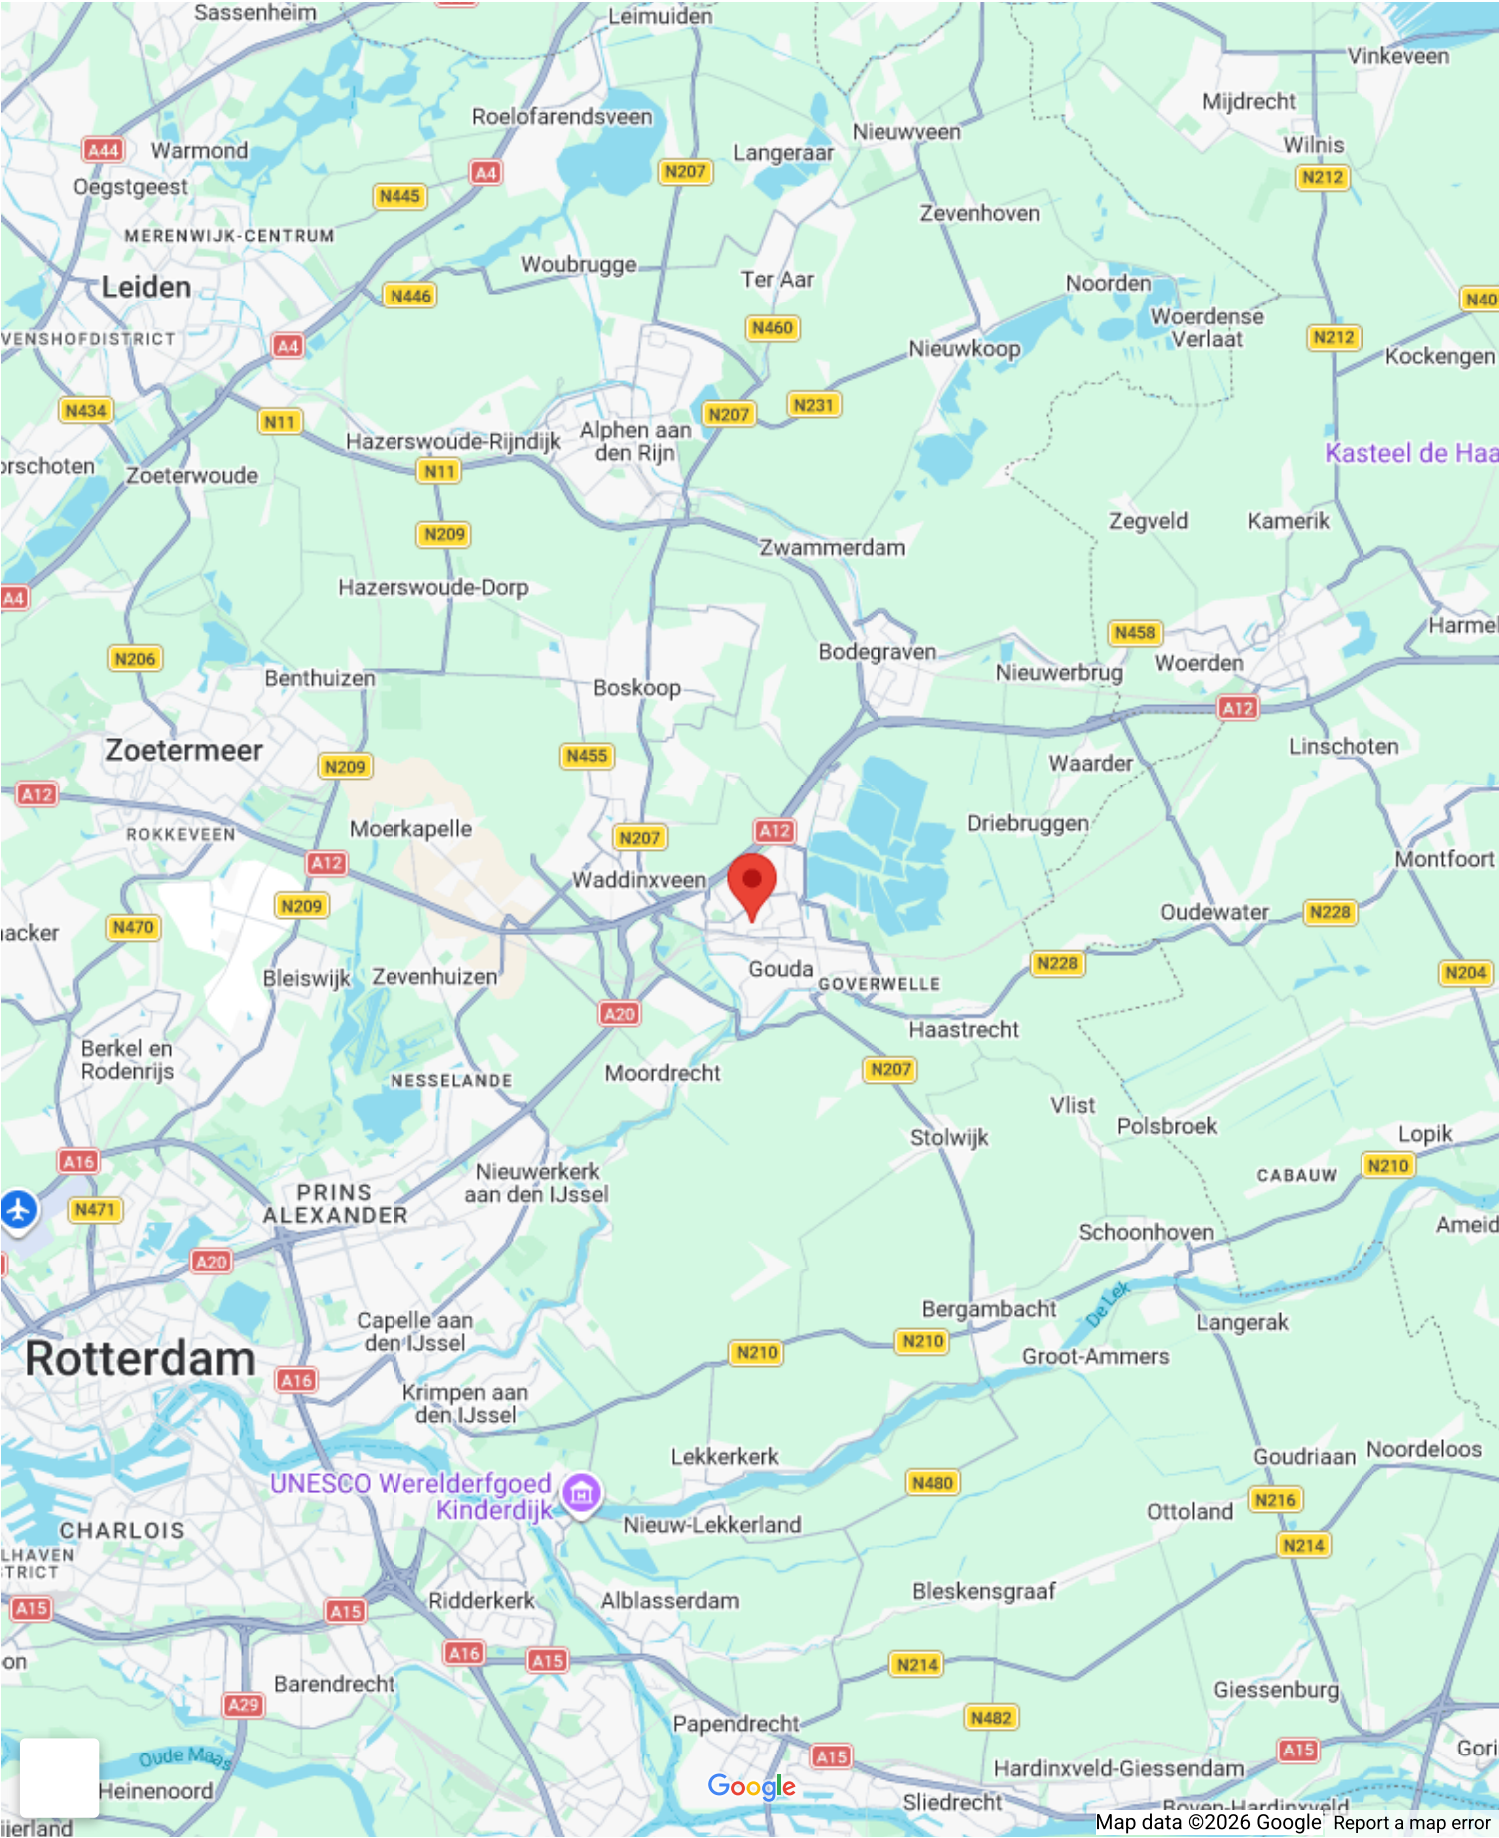 Sassenheim
Leimuiden
Vinkeveen
Mijdrecht
Roelofarendsveen
Nieuwveen
A44
Warmond
Langeraar
Wilnis
A4
N207
N212
Oegstgeest
N445
Zevenhoven
MERENWIJK-CENTRUM
Woubrugge
Ter Aar
Noorden
Leiden
N446
N40
Woerdense
Verlaat
N460
VENSHOFDISTRICT
A4
Nieuwkoop
N212
Kockengen
N434
N11
N207
N231
Hazerswoude-Rijndijk
Alphen aan
den Rijn
Kasteel de Haa
orschoten
Zoeterwoude
N11
Zegveld
Kamerik
N209
Zwammerdam
A4
Hazerswoude-Dorp
N206
Bodegraven
N458
Harmel
Benthuizen
Boskoop
Nieuwerbrug
Woerden
A12
Zoetermeer
N209
N455
Waarder
Linschoten
A12
ROKKEVEEN
Moerkapelle
N207
A12
Driebruggen
A12
Waddinxveen
Montfoort
N209
N470
Oudewater
N228
acker
Bleiswijk
Zevenhuizen
Gouda
GOVERWELLE
N228
N204
A20
Haastrecht
Berkel en
Rodenrijs
NESSELANDE
Moordrecht
N207
Vlist
Polsbroek
Stolwijk
Lopik
A16
N210
CABAUW
Nieuwerkerk
aan den IJssel
PRINS
ALEXANDER
N471
Ameid
Schoonhoven
A20
De Lek
Bergambacht
Langerak
Capelle aan
den IJssel
N210
N210
Rotterdam
Groot-Ammers
A16
Krimpen aan
den IJssel
Lekkerkerk
Goudriaan
Noordeloos
UNESCO Werelderfgoed
Kinderdijk
N480
N216
CHARLOIS
Nieuw-Lekkerland
Ottoland
N214
LHAVEN
TRICT
A15
A15
Ridderkerk
Alblasserdam
Bleskensgraaf
on
A16
A15
N214
Barendrecht
Giessenburg
A29
Papendrecht
N482
Oude Maas
A15
A15
Gori
Hardinxveld-Giessendam
Heinenoord
Google
Sliedrecht
Boven-Hardinxveld
Map data ©2026 Google
Report a map error
ijerland